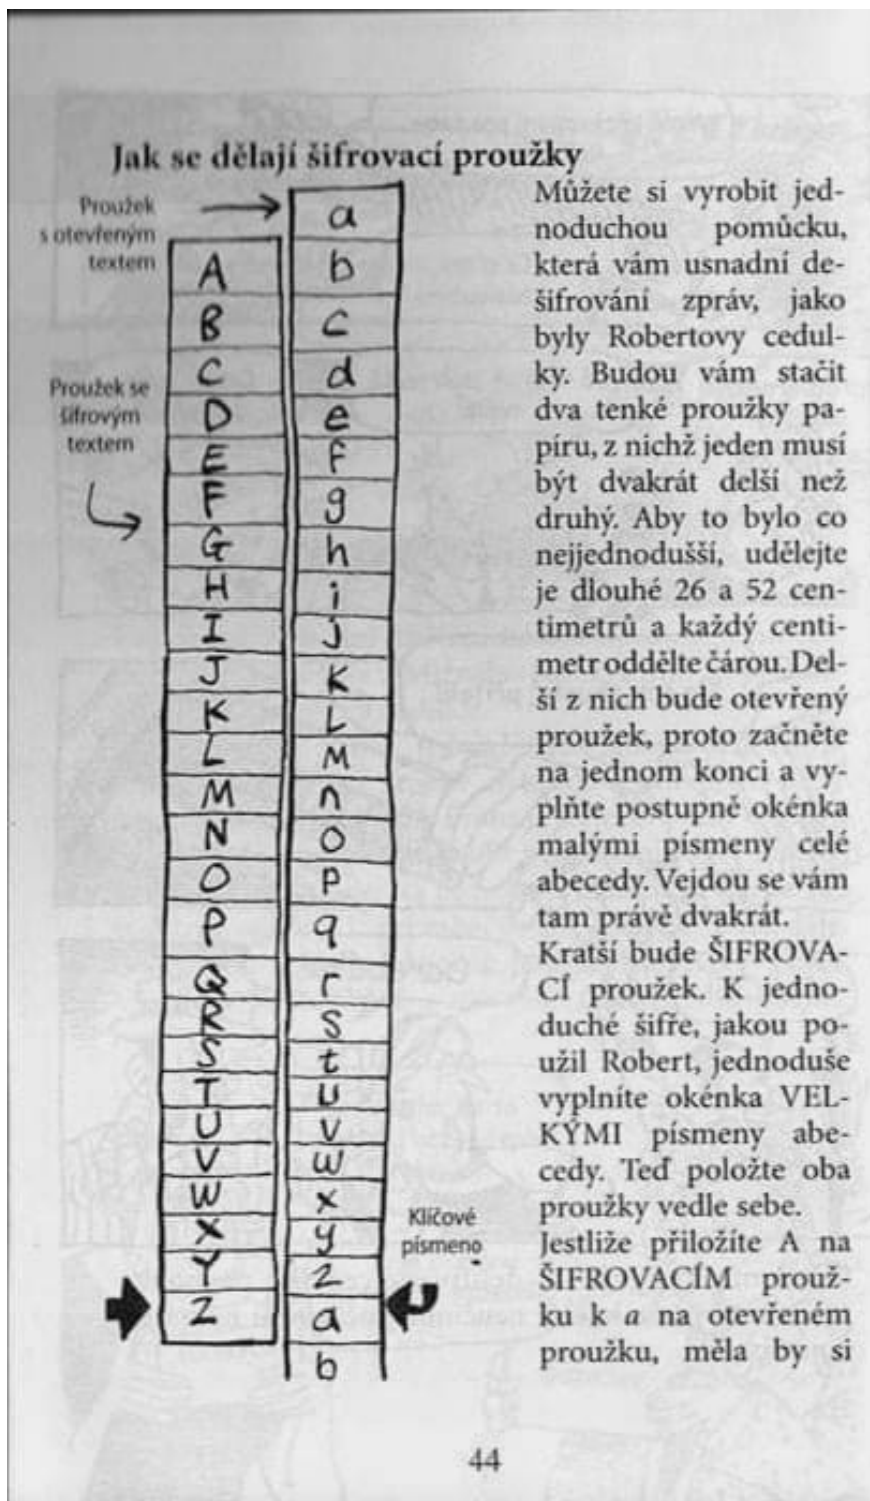 Jak se dělají šifrovací proužky
Proužek
s otevřeným
textem
Proužek se
šifrovým
textem
A
B
C
D
E
F
G
H
I
J
K
L
M
N
O
P
Q
R
S
T
U
V
W
X
Y
Z
a
b
c
d
e
f
g
h
i
j
k
L
m
n
o
p
q
r
s
t
u
v
w
x
y
z
a
b
Klíčové
písmeno
Můžete si vyrobit jed-
noduchou pomůcku,
která vám usnadní de-
šifrování zpráv, jako
byly Robertovy cedul-
ky. Budou vám stačit
dva tenké proužky pa-
píru, z nichž jeden musí
být dvakrát delší než
druhý. Aby to bylo co
nejjednodušší, udělejte
je dlouhé 26 a 52 cen-
timetrů a každý centi-
metr oddělte čárou. Del-
ší z nich bude otevřený
proužek, proto začněte
na jednom konci a vy-
plňte postupně okénka
malými písmeny celé
abecedy. Vejdou se vám
tam právě dvakrát.
Kratší bude ŠIFROVA-
CÍ proužek. K jedno-
duché šifře, jakou po-
užil Robert, jednoduše
vyplníte okénka VEL-
KÝMI písmeny abe-
cedy. Teď položte oba
proužky vedle sebe.
Jestliže přiložíte A na
ŠIFROVACÍM prouž-
ku k a na otevřeném
proužku, měla by si
44